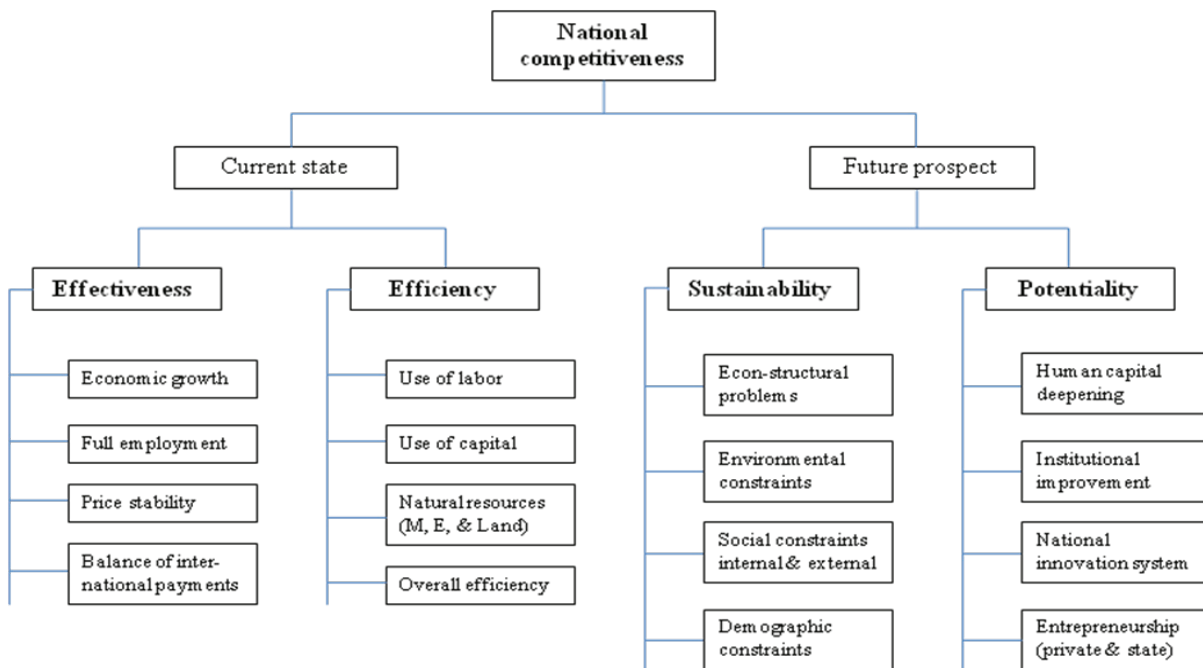 National
competitiveness
Current state
Future prospect
Effectiveness
Efficiency
Sustainability
Potentiality
Economic growth
Full employment
Price stability
Balance of inter-
national payments
Use of labor
Use of capital
Natural resources
(M, E, & Land)
Overall efficiency
Econ-structural
problems
Environmental
constraints
Social constraints
internal & external
Demographic
constraints
Human capital
deepening
Institutional
improvement
National
innovation system
Entrepreneurship
(private & state)